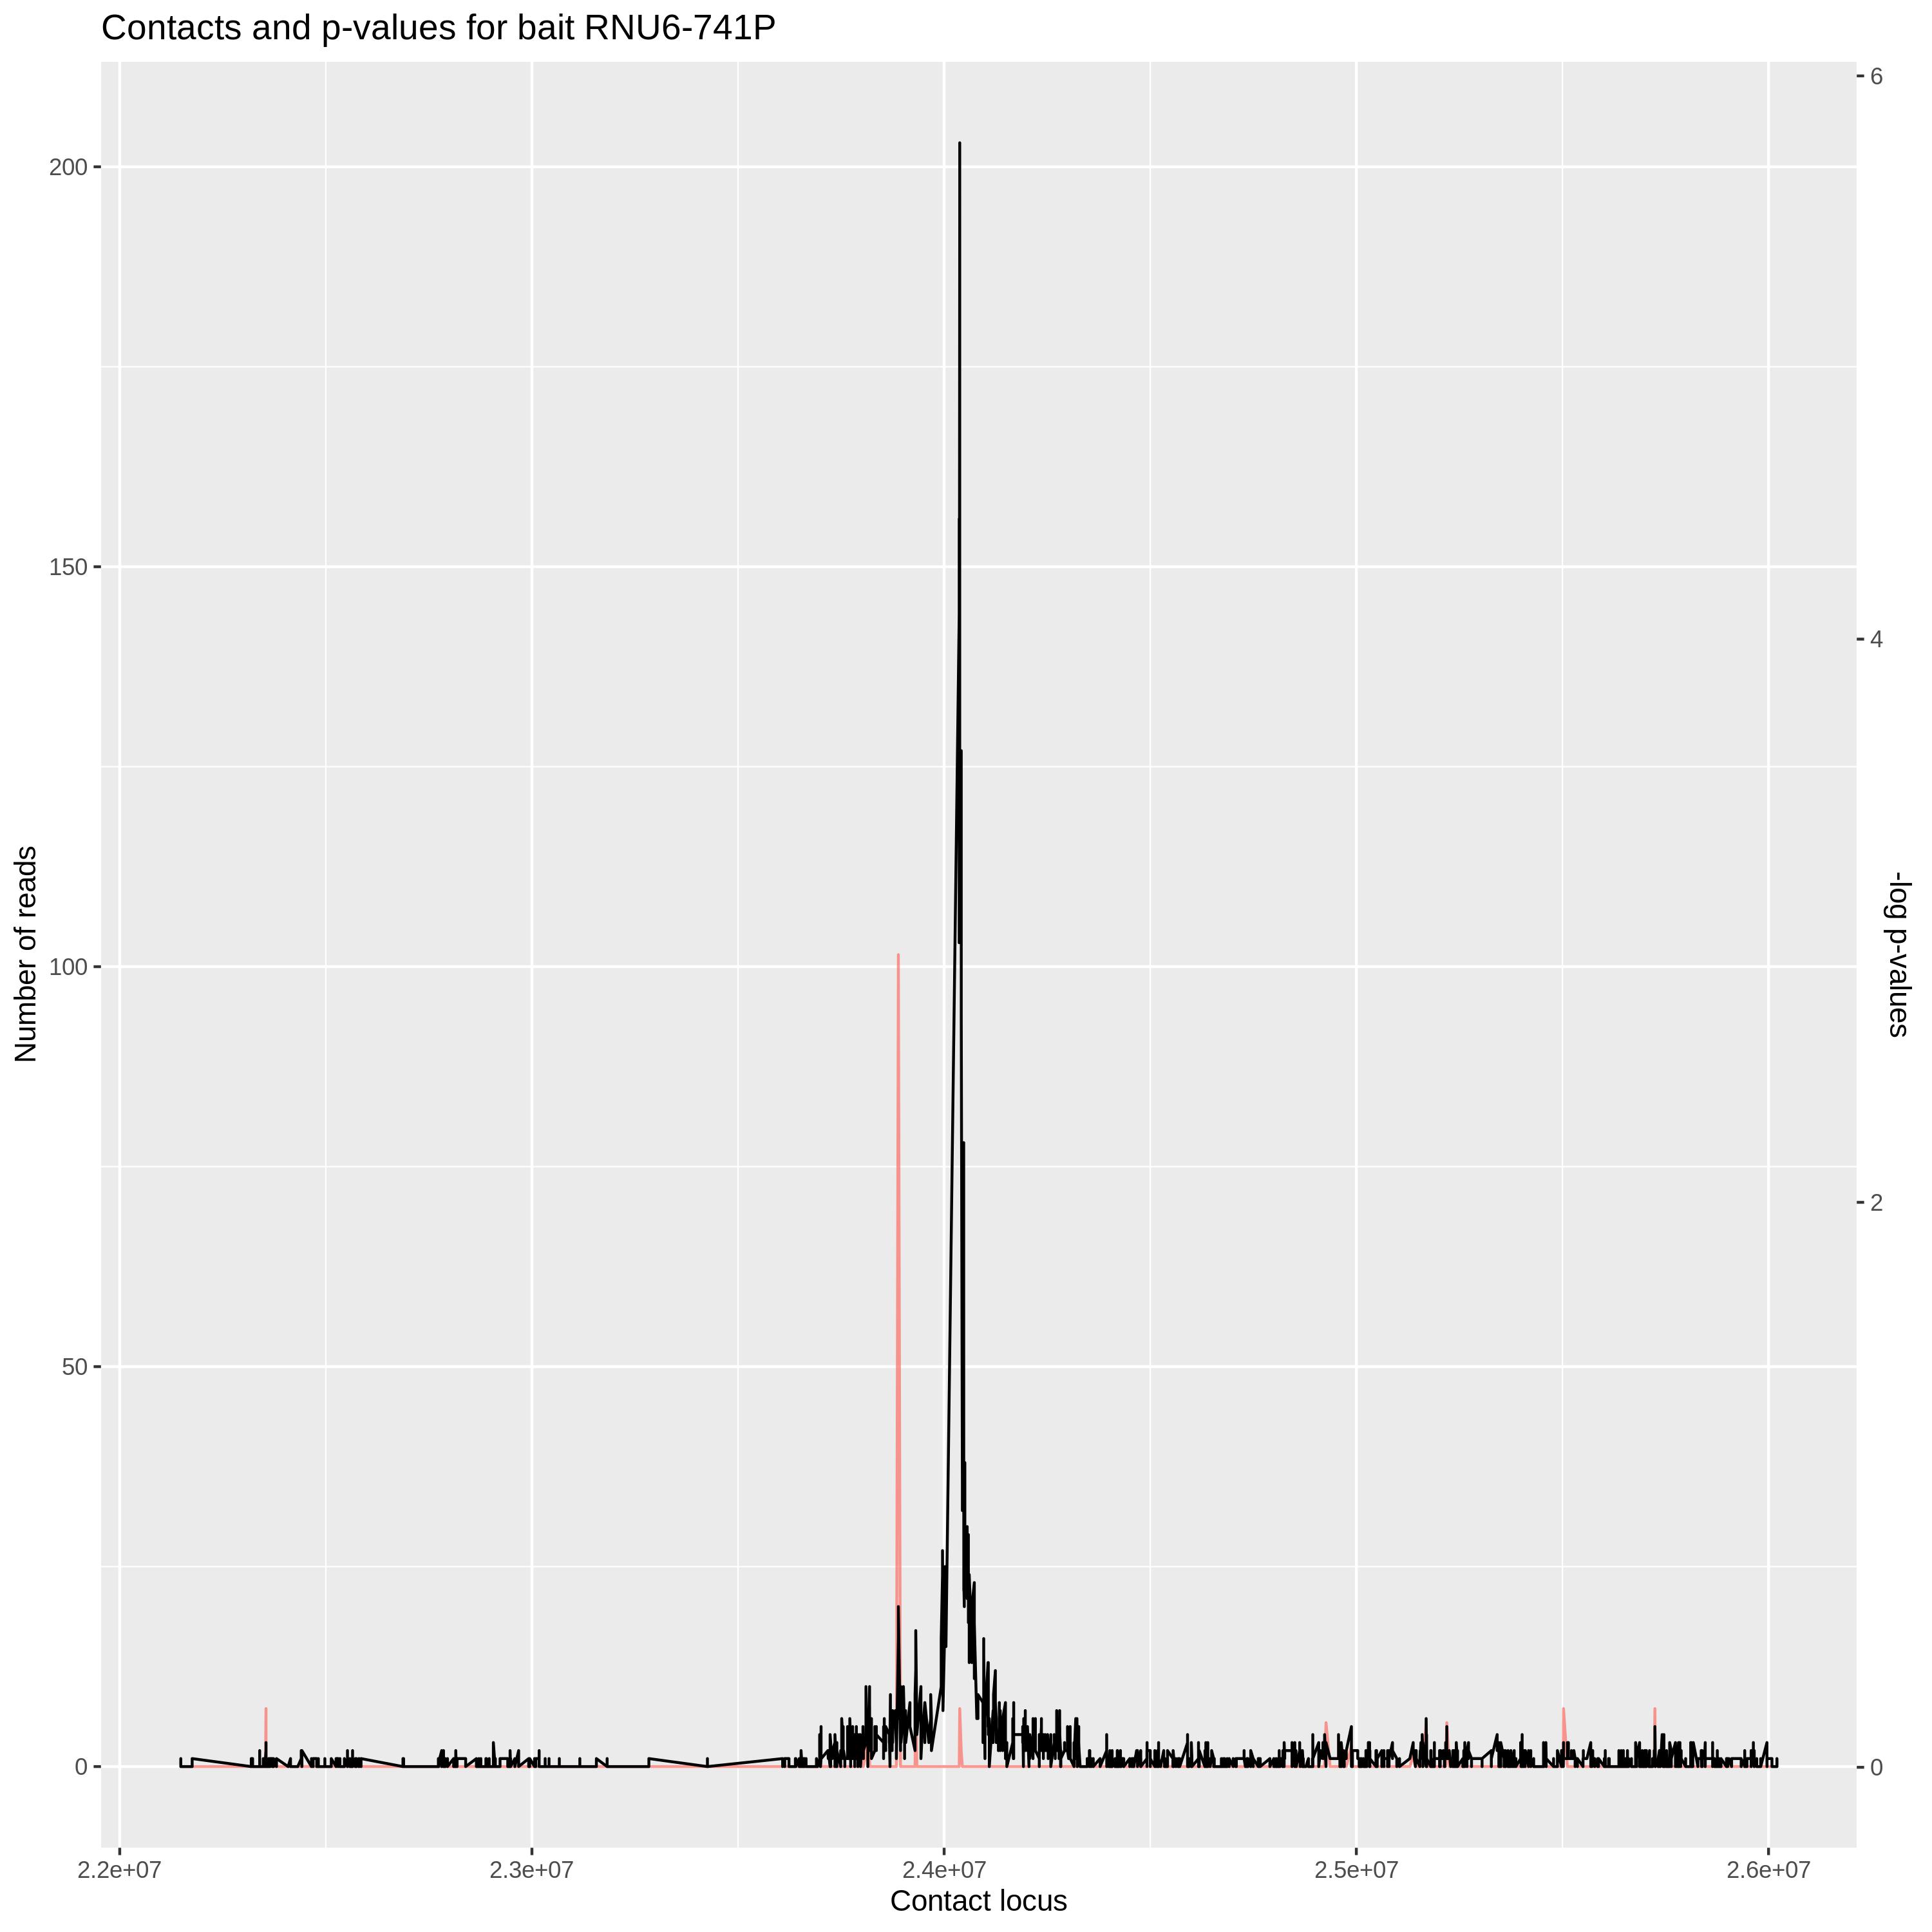 Contacts and p-values for bait RNU6-741P
6
200
150
4
100
2
50
0
0
Number of reads
-log p-values
2.2e+07 2.3e+07 2.4e+07 2.5e+07 2.6e+07
Contact locus